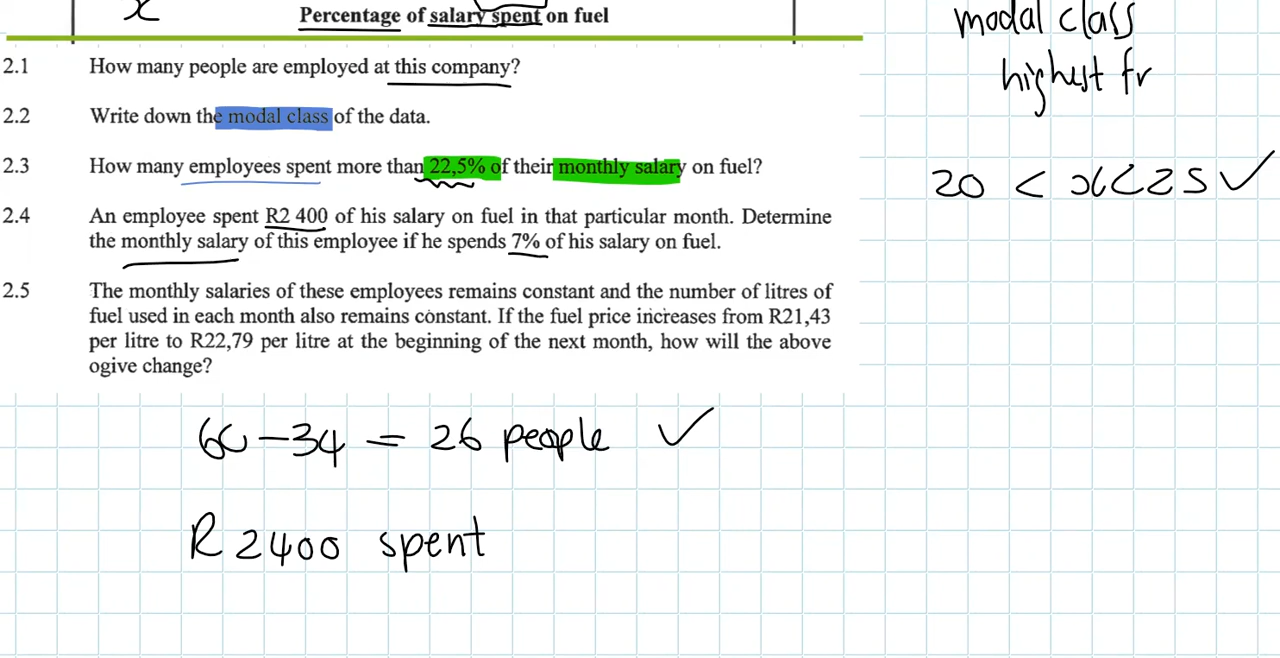 x
Percentage of salary spent on fuel
2.1 How many people are employed at this company?
2.2 Write down the modal class of the data.
2.3 How many employees spent more than 22,5% of their monthly salary on fuel?
2.4 An employee spent R2 400 of his salary on fuel in that particular month. Determine
the monthly salary of this employee if he spends 7% of his salary on fuel.
2.5 The monthly salaries of these employees remains constant and the number of litres of
fuel used in each month also remains constant. If the fuel price increases from R21,43
per litre to R22,79 per litre at the beginning of the next month, how will the above
ogive change?
modal class
highest fr
20 < x < 25 ✓
60 - 34 = 26 people ✓
R 2400 spent